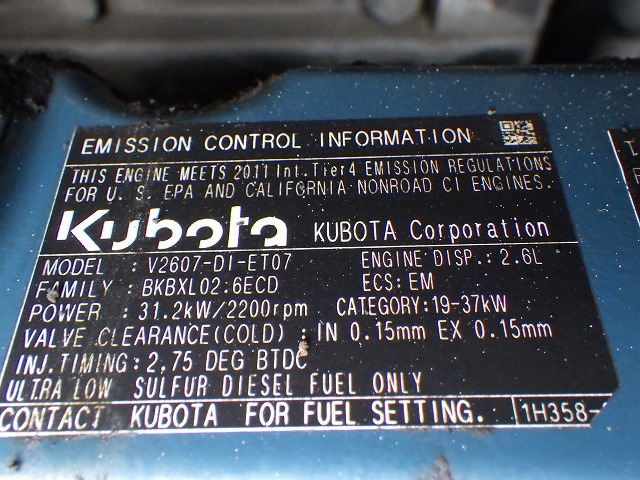 EMISSION CONTROL INFORMATION
THIS ENGINE MEETS 2011 Int.Tier4 EMISSION REGULATIONS
FOR U.S. EPA AND CALIFORNIA NONROAD CI ENGINES.
Kubota KUBOTA Corporation
MODEL : V2607-DI-ET07 ENGINE DISP.: 2.6L
FAMILY : BKBXL02.6ECD ECS: EM
POWER : 31.2kW/2200rpm CATEGORY: 19-37kW
VALVE CLEARANCE(COLD) : IN 0.15mm EX 0.15mm
INJ.TIMING: 2.75 DEG BTDC
ULTRA LOW SULFUR DIESEL FUEL ONLY
CONTACT KUBOTA FOR FUEL SETTING. 1H358-